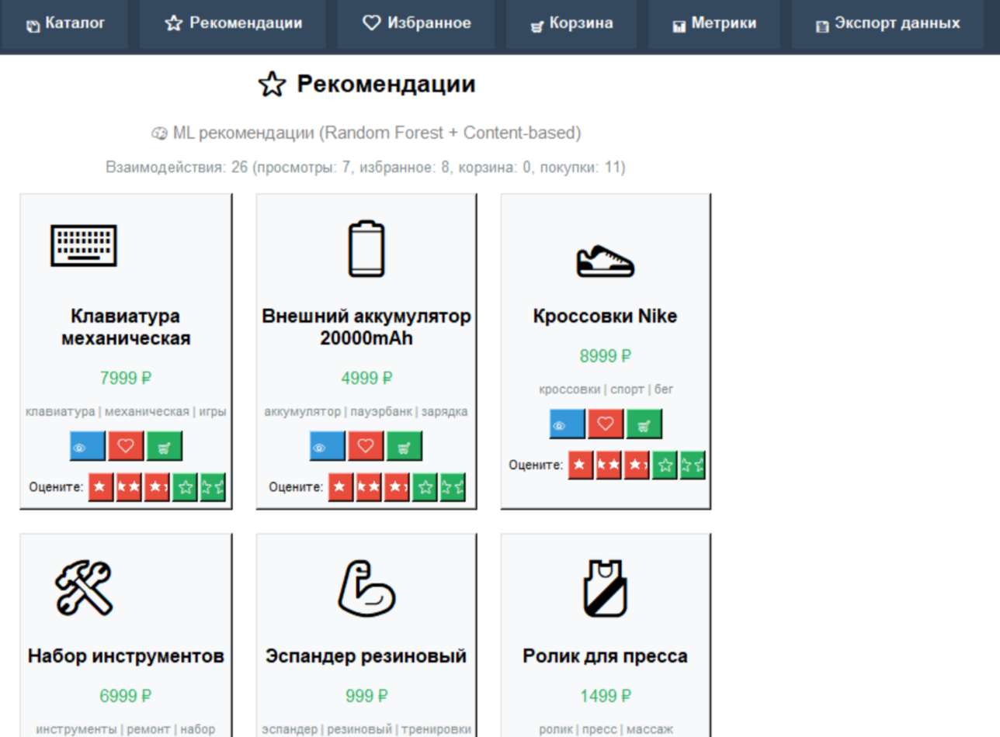 Каталог Рекомендации Избранное Корзина Метрики Экспорт данных
Рекомендации
ML рекомендации (Random Forest + Content-based)
Взаимодействия: 26 (просмотры: 7, избранное: 8, корзина: 0, покупки: 11)
Клавиатура
механическая
7999 ₽
клавиатура | механическая | игры
Оцените:
Внешний аккумулятор
20000mAh
4999 ₽
аккумулятор | пауэрбанк | зарядка
Оцените:
Кроссовки Nike
8999 ₽
кроссовки | спорт | бег
Оцените:
Набор инструментов
6999 ₽
инструменты | ремонт | набор
Эспандер резиновый
999 ₽
эспандер | резиновый | тренировки
Ролик для пресса
1499 ₽
ролик | пресс | массаж